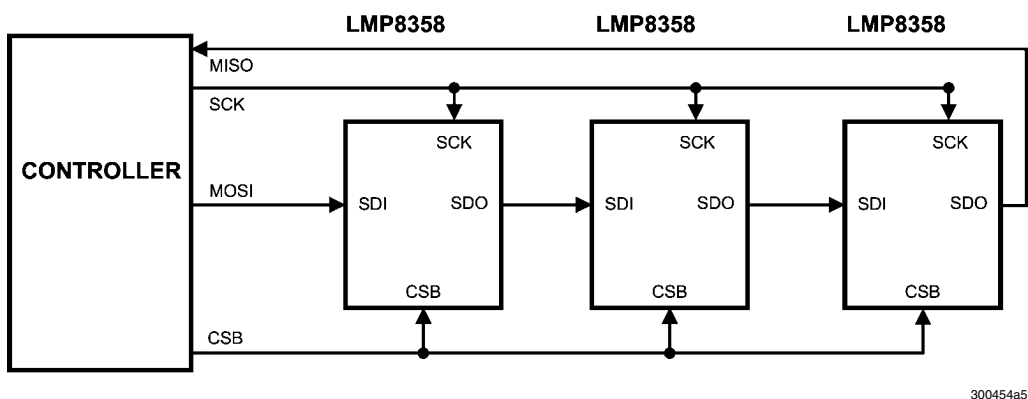 LMP8358 LMP8358 LMP8358
MISO
SCK
SCK SCK SCK
CONTROLLER
MOSI
SDI SDO SDI SDO SDI SDO
CSB CSB CSB
CSB
300454a5